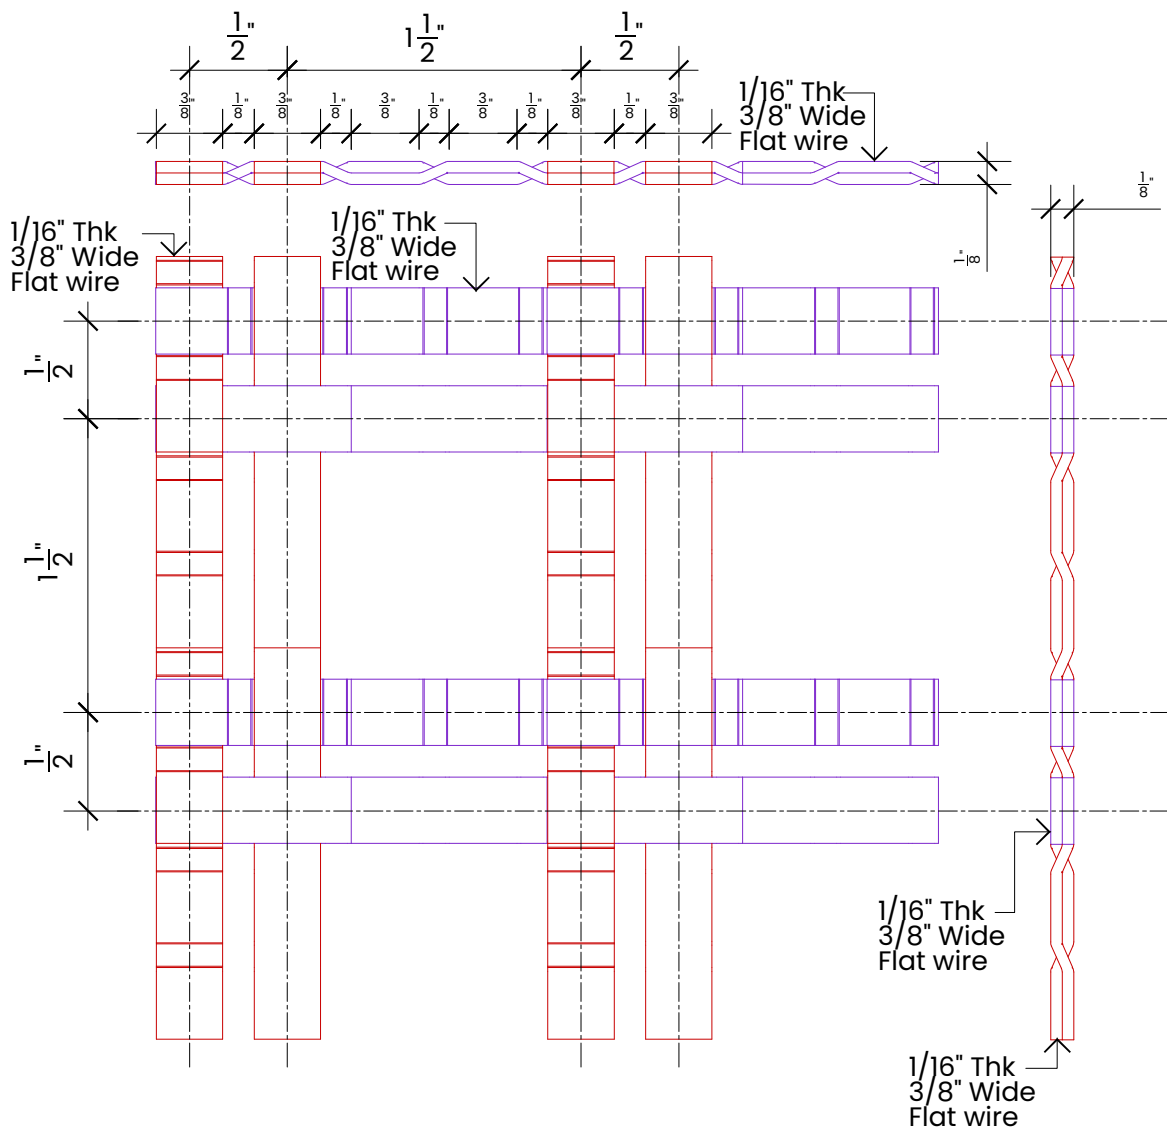 1/2" 1 1/2" 1/2"
3/8" 1/8" 3/8" 1/8" 3/8" 1/8" 3/8" 1/8" 3/8" 1/8" 3/8"
1/16" Thk
3/8" Wide
Flat wire
1/8"
1/8"
1/16" Thk
3/8" Wide
Flat wire
1/16" Thk
3/8" Wide
Flat wire
1/2"
1 1/2"
1/2"
1/16" Thk
3/8" Wide
Flat wire
1/16" Thk
3/8" Wide
Flat wire